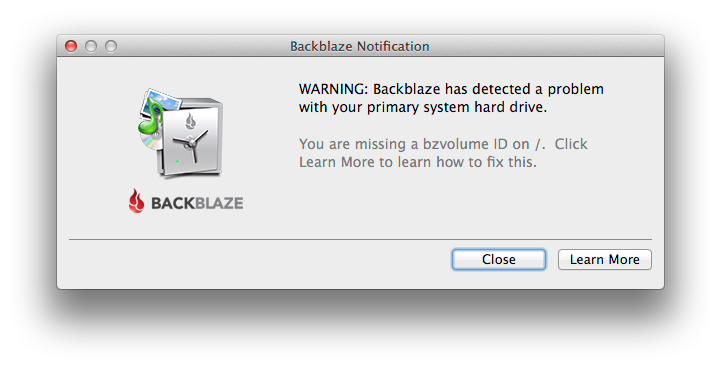 Backblaze Notification
WARNING: Backblaze has detected a problem
with your primary system hard drive.
You are missing a bzvolume ID on /.  Click
Learn More to learn how to fix this.
BACKBLAZE
Close
Learn More